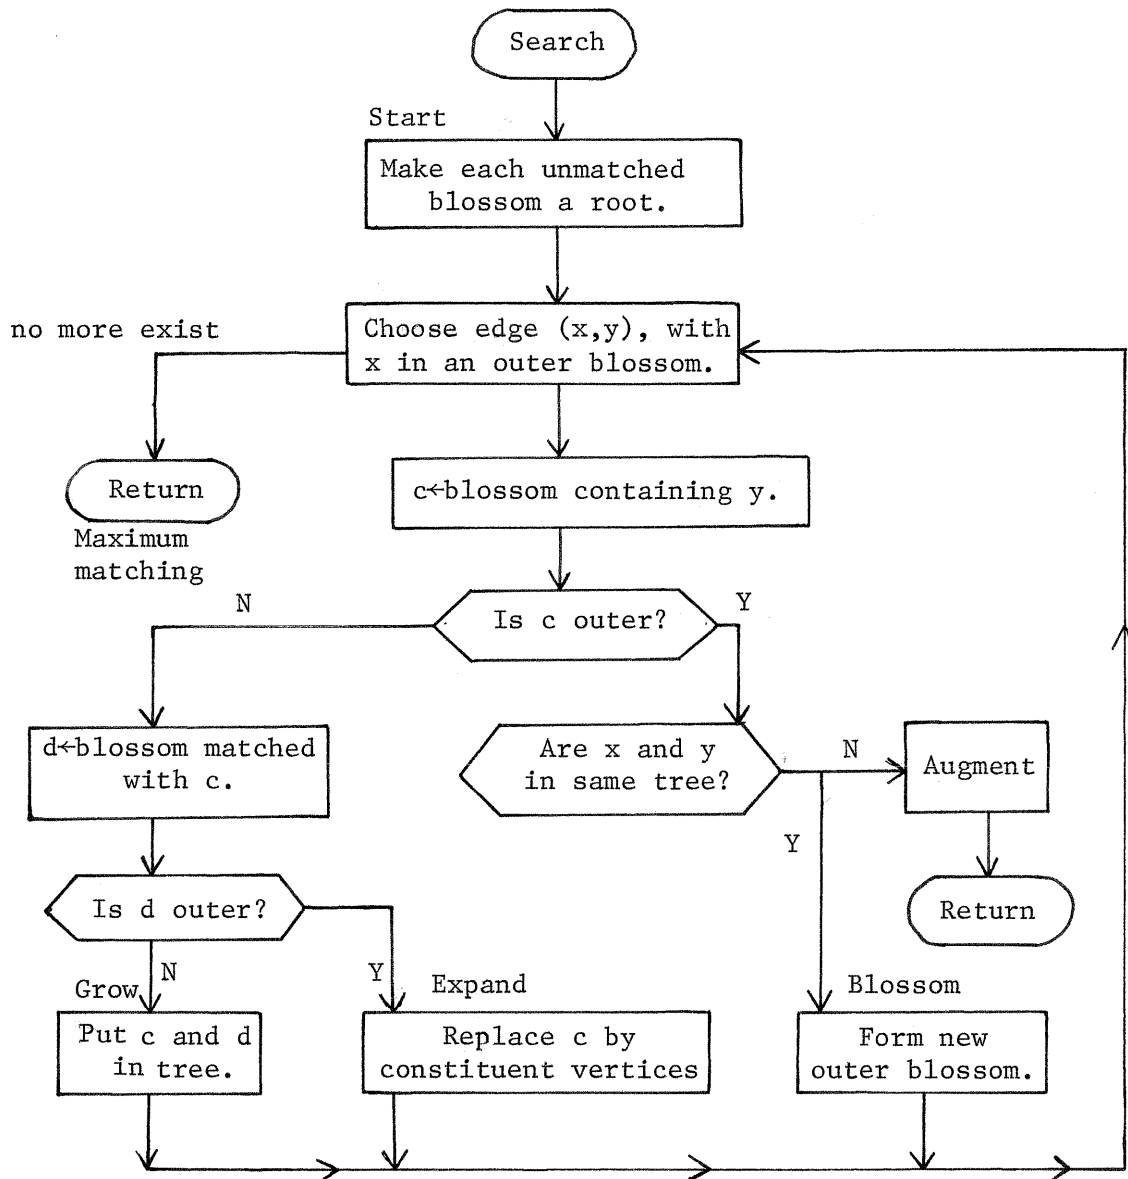 Search
Start
Make each unmatched
blossom a root.
no more exist
Choose edge (x,y), with
x in an outer blossom.
Return
Maximum
matching
c←blossom containing y.
Is c outer?
N
Y
d←blossom matched
with c.
Are x and y
in same tree?
N
Augment
Y
Return
Is d outer?
N
Y
Grow
Put c and d
in tree.
Expand
Replace c by
constituent vertices
Blossom
Form new
outer blossom.